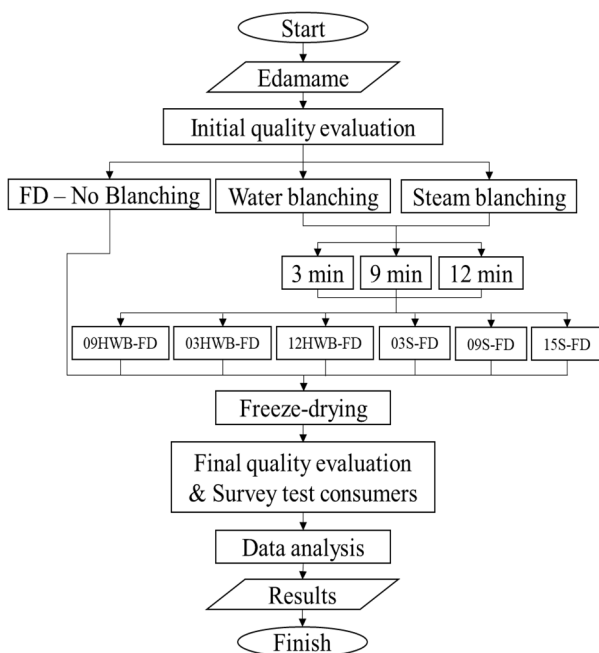 Start
Edamame
Initial quality evaluation
FD – No Blanching
Water blanching
Steam blanching
3 min
9 min
12 min
09HWB-FD
03HWB-FD
12HWB-FD
03S-FD
09S-FD
15S-FD
Freeze-drying
Final quality evaluation
& Survey test consumers
Data analysis
Results
Finish